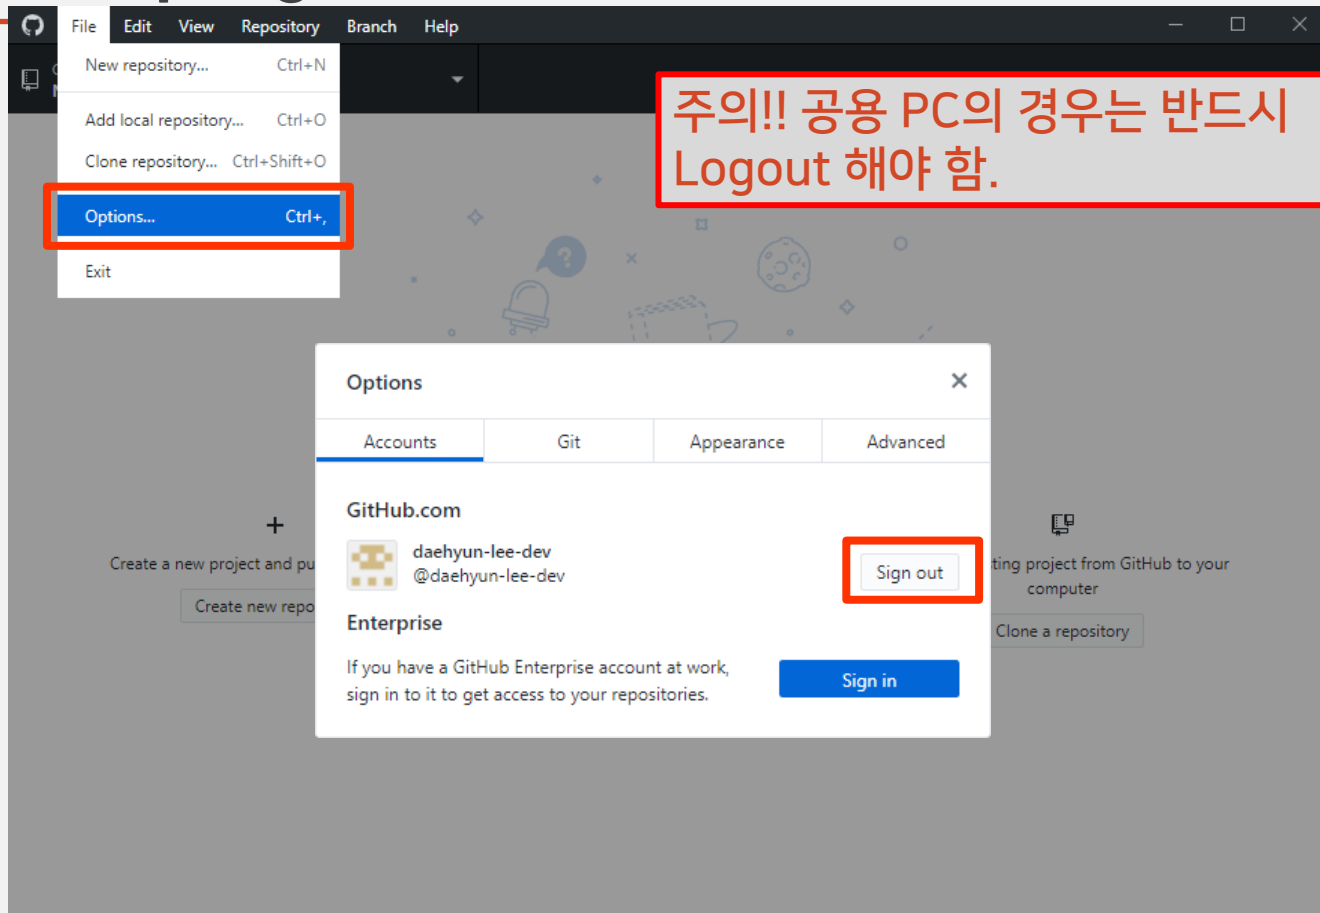 File Edit View Repository Branch Help
New repository... Ctrl+N
Add local repository... Ctrl+O
Clone repository... Ctrl+Shift+O
Options... Ctrl+,
Exit
주의!! 공용 PC의 경우는 반드시
Logout 해야 함.
Options
Accounts Git Appearance Advanced
GitHub.com
daehyun-lee-dev
@daehyun-lee-dev
Sign out
Enterprise
If you have a GitHub Enterprise account at work,
sign in to it to get access to your repositories.
Sign in
Create a new project and pu
Create new repo
ting project from GitHub to your
computer
Clone a repository